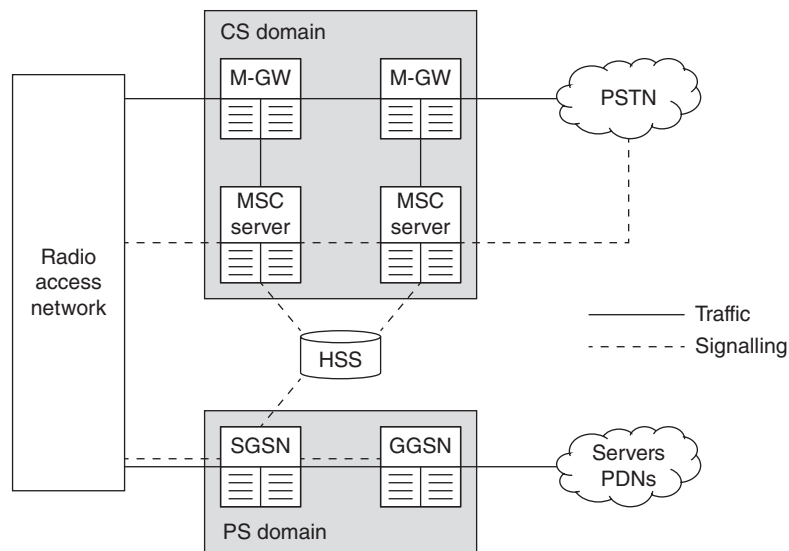 CS domain
M-GW
M-GW
PSTN
MSC
server
MSC
server
Radio
access
network
Traffic
Signalling
HSS
SGSN
GGSN
Servers
PDNs
PS domain